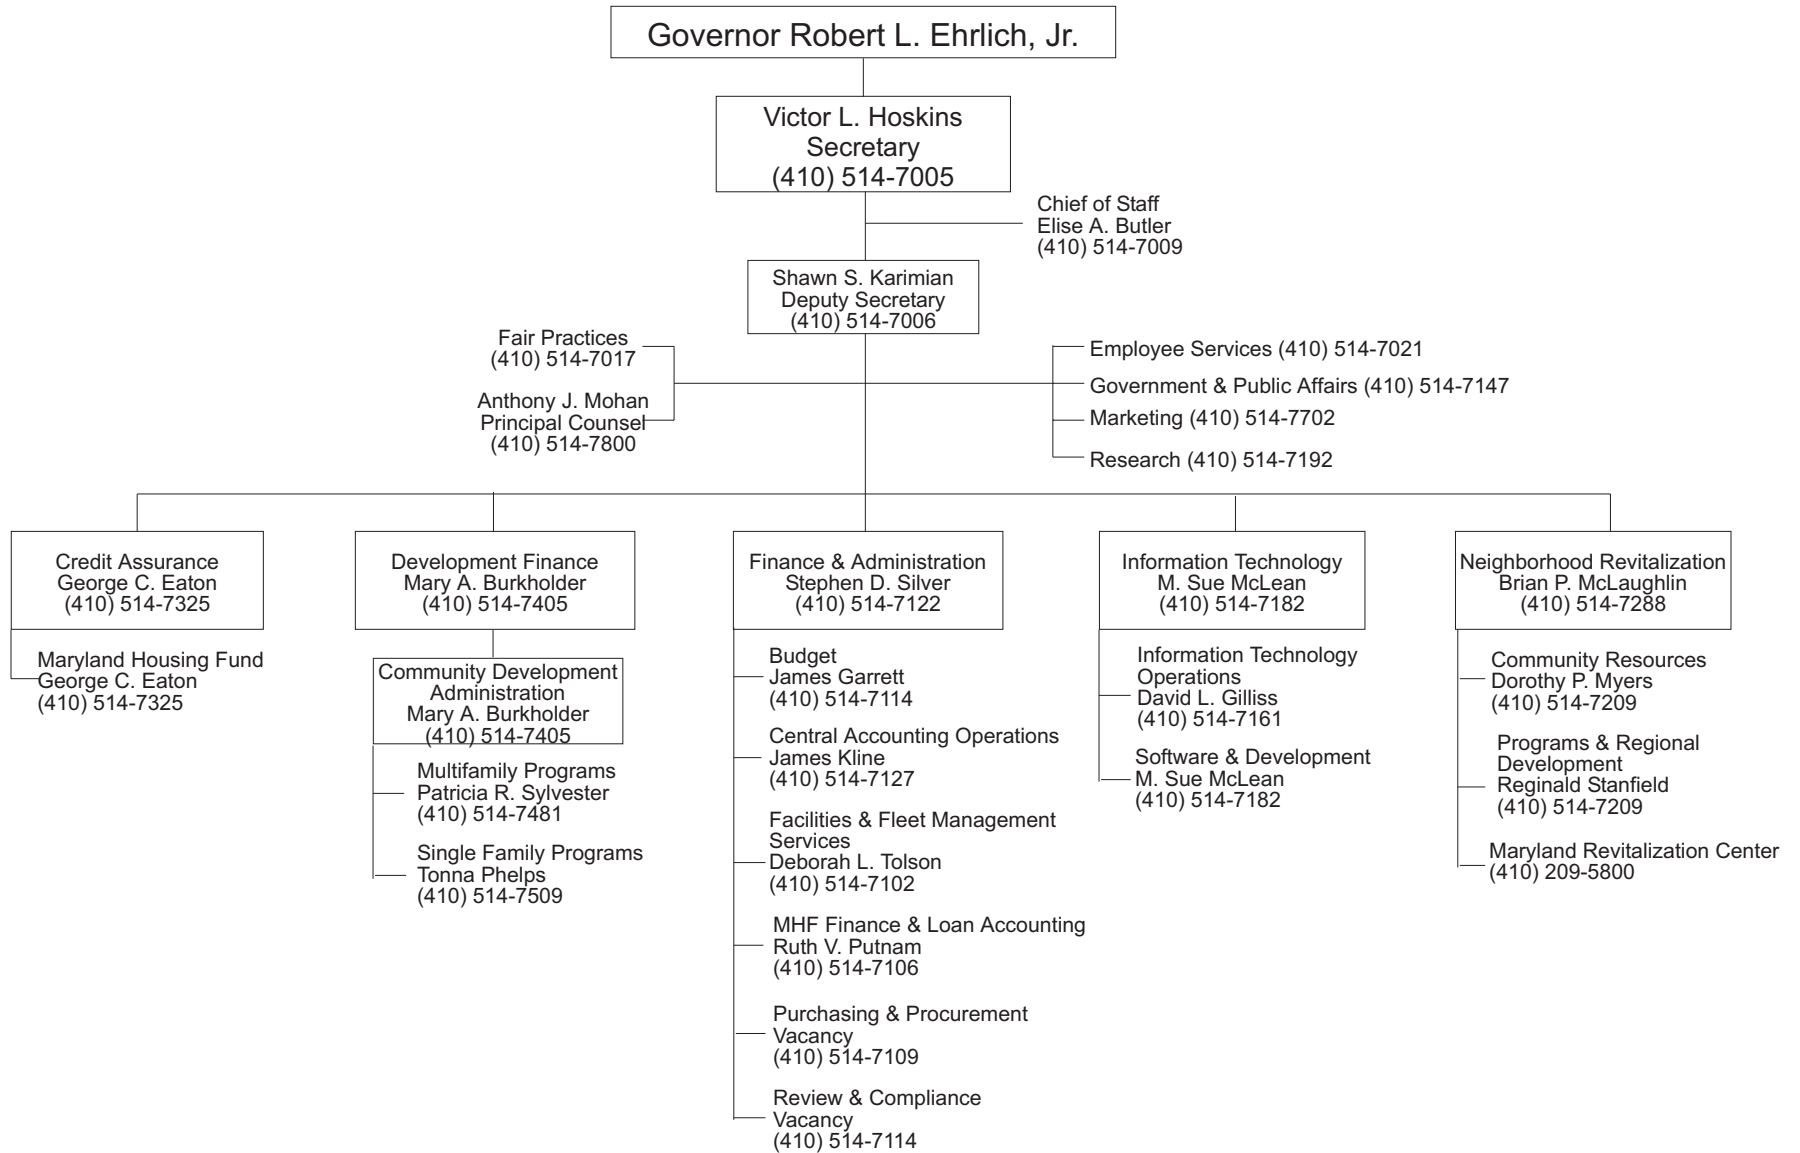 Governor Robert L. Ehrlich, Jr.
Victor L. Hoskins
Secretary
(410) 514-7005
Chief of Staff
Elise A. Butler
(410) 514-7009
Shawn S. Karimian
Deputy Secretary
(410) 514-7006
Fair Practices
(410) 514-7017
Anthony J. Mohan
Principal Counsel
(410) 514-7800
Employee Services (410) 514-7021
Government & Public Affairs (410) 514-7147
Marketing (410) 514-7702
Research (410) 514-7192
Credit Assurance
George C. Eaton
(410) 514-7325
Maryland Housing Fund
George C. Eaton
(410) 514-7325
Development Finance
Mary A. Burkholder
(410) 514-7405
Community Development
Administration
Mary A. Burkholder
(410) 514-7405
Multifamily Programs
Patricia R. Sylvester
(410) 514-7481
Single Family Programs
Tonna Phelps
(410) 514-7509
Finance & Administration
Stephen D. Silver
(410) 514-7122
Budget
James Garrett
(410) 514-7114
Central Accounting Operations
James Kline
(410) 514-7127
Facilities & Fleet Management
Services
Deborah L. Tolson
(410) 514-7102
MHF Finance & Loan Accounting
Ruth V. Putnam
(410) 514-7106
Purchasing & Procurement
Vacancy
(410) 514-7109
Review & Compliance
Vacancy
(410) 514-7114
Information Technology
M. Sue McLean
(410) 514-7182
Information Technology
Operations
David L. Gilliss
(410) 514-7161
Software & Development
M. Sue McLean
(410) 514-7182
Neighborhood Revitalization
Brian P. McLaughlin
(410) 514-7288
Community Resources
Dorothy P. Myers
(410) 514-7209
Programs & Regional
Development
Reginald Stanfield
(410) 514-7209
Maryland Revitalization Center
(410) 209-5800